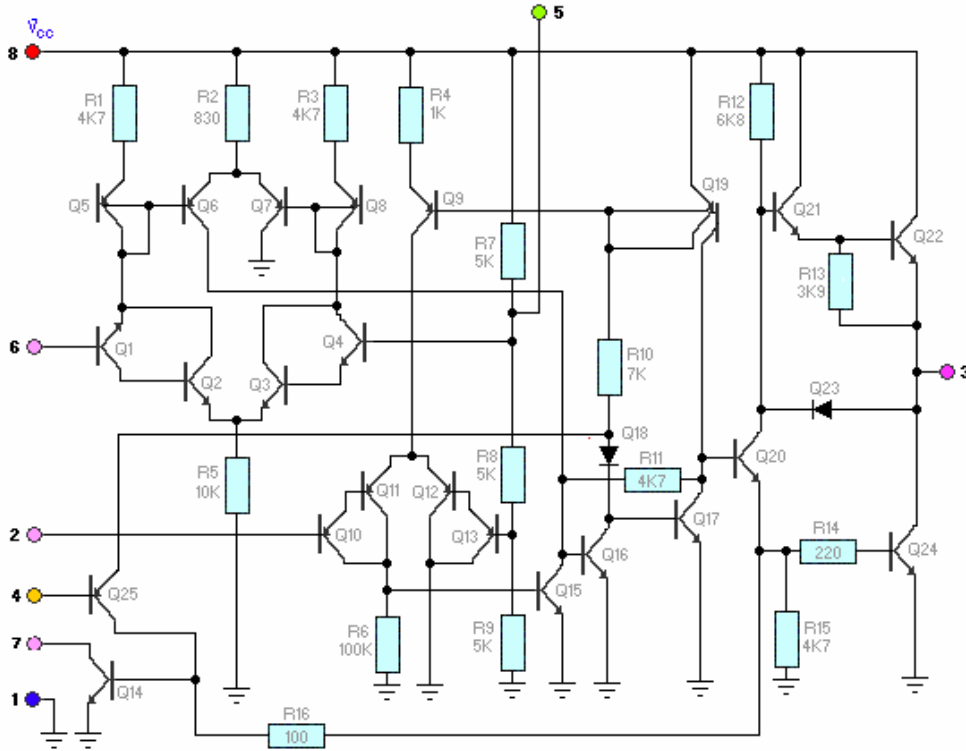 5
Vcc
8
R1
4K7
R2
830
R3
4K7
R4
1K
R12
6K8
Q19
Q5
Q6
Q7
Q8
Q9
Q21
Q22
R7
5K
R13
3K9
6
Q1
Q2
Q3
Q4
R10
7K
3
Q23
Q18
R5
10K
R8
5K
R11
4K7
Q20
Q11
Q12
2
Q10
Q13
Q16
Q17
R14
220
Q24
4
Q25
Q15
7
R6
100K
R9
5K
R15
4K7
1
Q14
R16
100